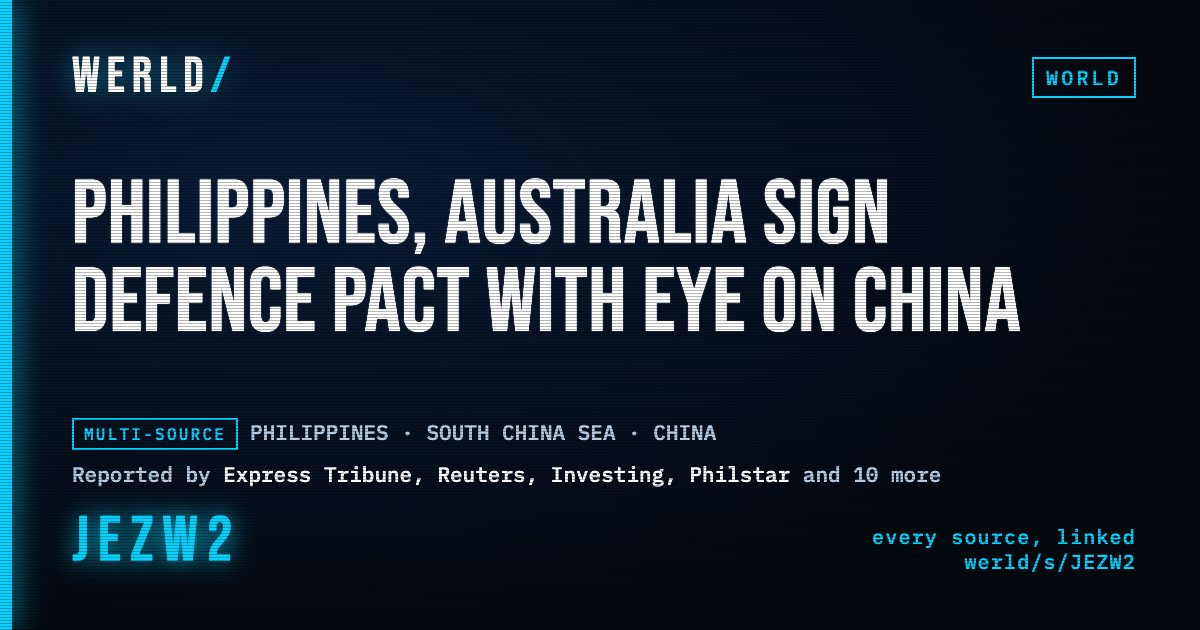 WERLD/
WORLD
PHILIPPINES, AUSTRALIA SIGN
DEFENCE PACT WITH EYE ON CHINA
MULTI-SOURCE PHILIPPINES · SOUTH CHINA SEA · CHINA
Reported by Express Tribune, Reuters, Investing, Philstar and 10 more
JEZW2
every source, linked
werld/s/JEZW2